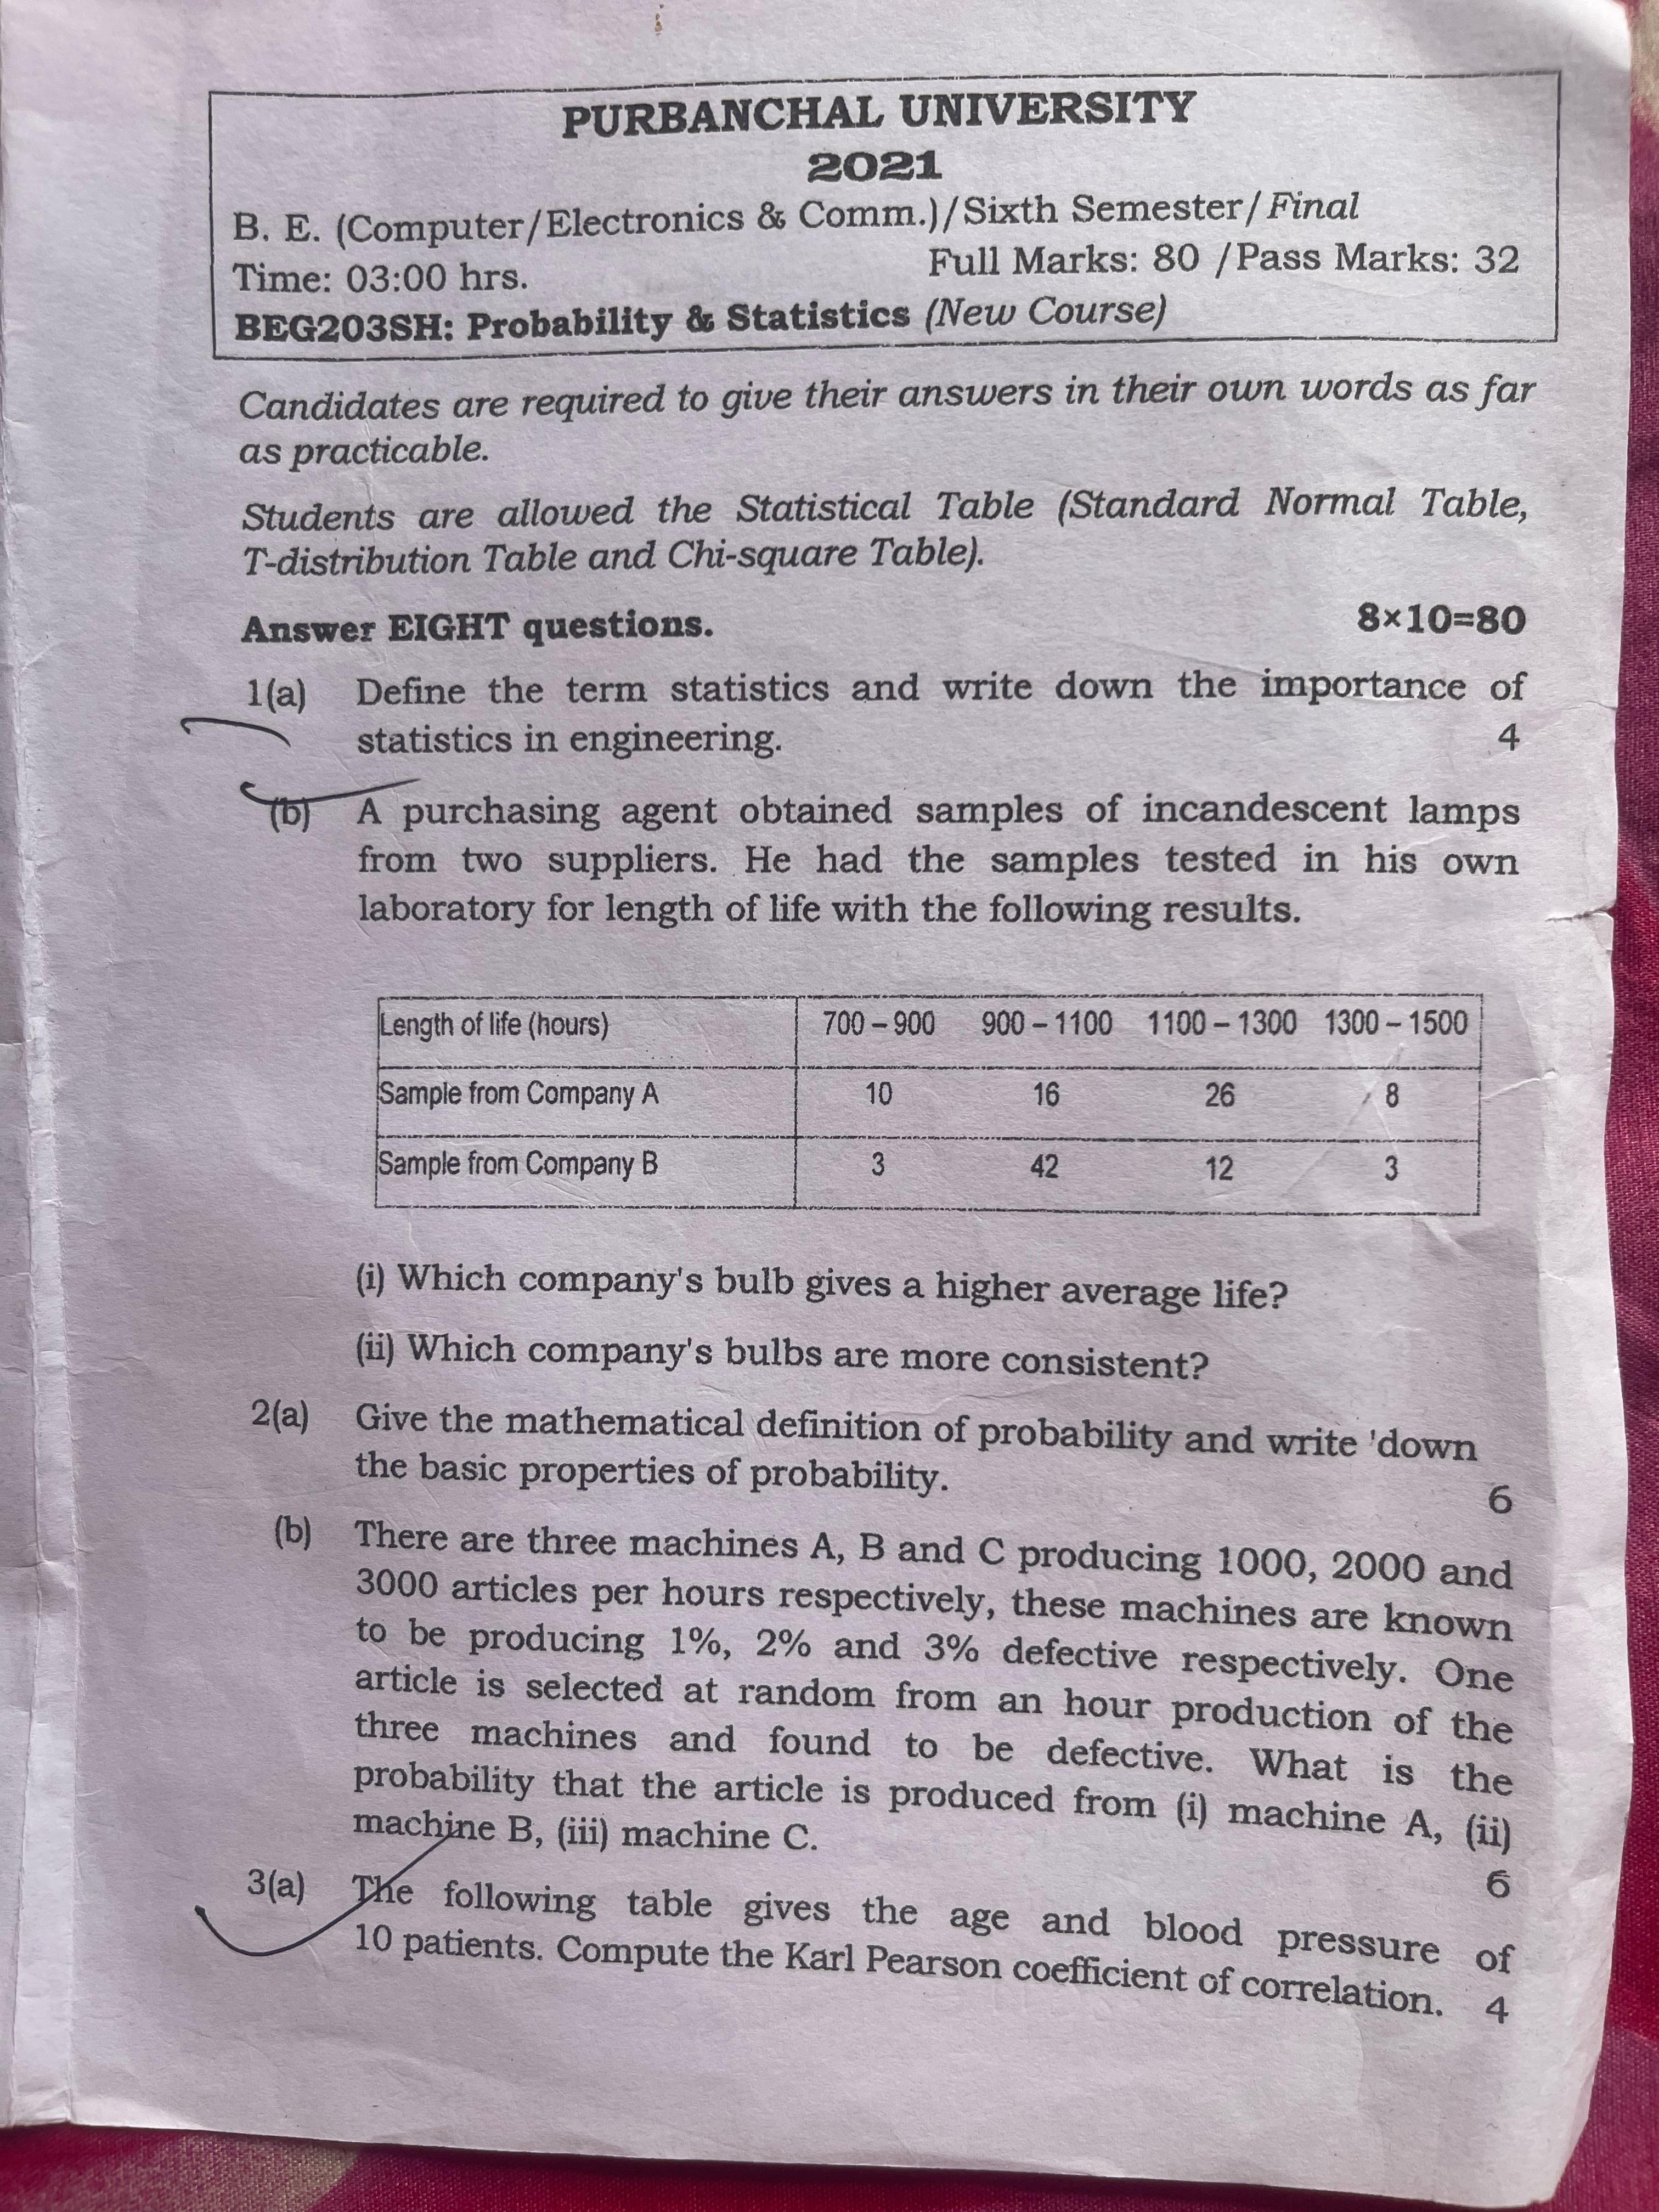 PURBANCHAL UNIVERSITY
2021
B. E. (Computer/Electronics & Comm.)/Sixth Semester/Final
Time: 03:00 hrs. Full Marks: 80 /Pass Marks: 32
BEG203SH: Probability & Statistics (New Course)
Candidates are required to give their answers in their own words as far
as practicable.
Students are allowed the Statistical Table (Standard Normal Table,
T-distribution Table and Chi-square Table).
Answer EIGHT questions. 8×10=80
1(a) Define the term statistics and write down the importance of
statistics in engineering. 4
(b) A purchasing agent obtained samples of incandescent lamps
from two suppliers. He had the samples tested in his own
laboratory for length of life with the following results.
Length of life (hours) 700 – 900 900 – 1100 1100 – 1300 1300 – 1500
Sample from Company A 10 16 26 8
Sample from Company B 3 42 12 3
(i) Which company's bulb gives a higher average life?
(ii) Which company's bulbs are more consistent?
2(a) Give the mathematical definition of probability and write 'down
the basic properties of probability. 6
(b) There are three machines A, B and C producing 1000, 2000 and
3000 articles per hours respectively, these machines are known
to be producing 1%, 2% and 3% defective respectively. One
article is selected at random from an hour production of the
three machines and found to be defective. What is the
probability that the article is produced from (i) machine A, (ii)
machine B, (iii) machine C. 6
3(a) The following table gives the age and blood pressure of
10 patients. Compute the Karl Pearson coefficient of correlation. 4